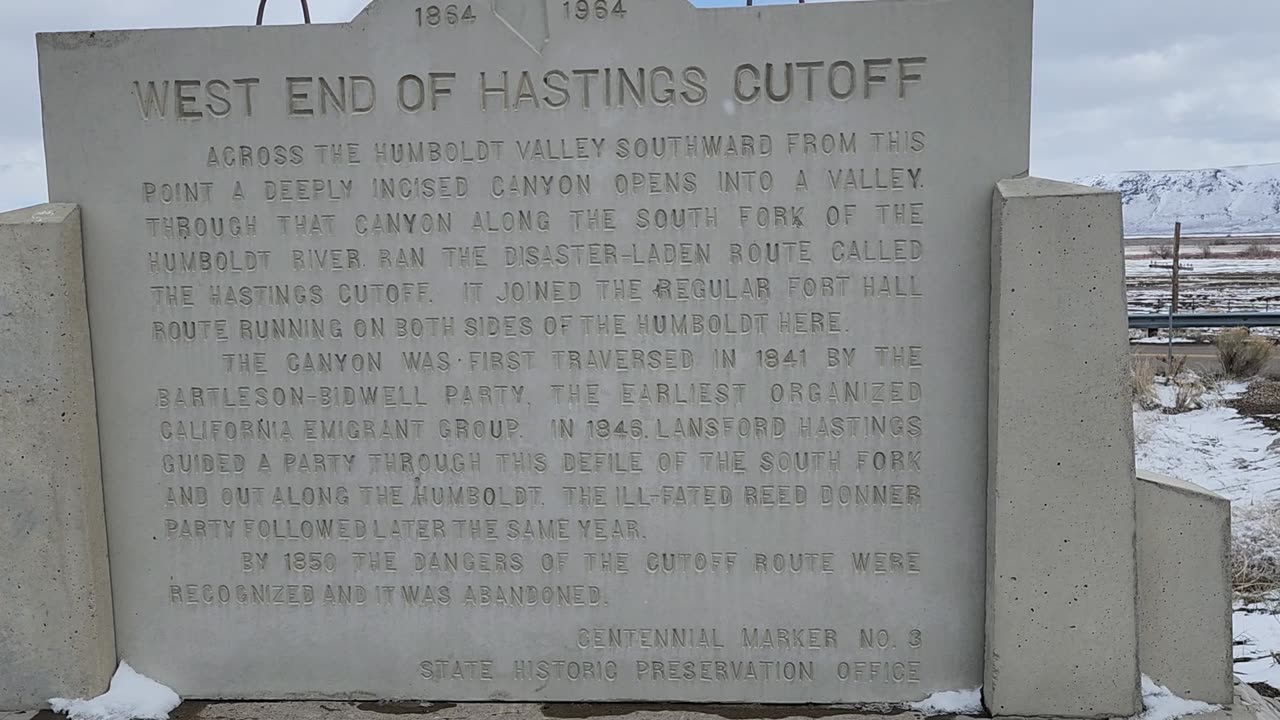 1864 1964
WEST END OF HASTINGS CUTOFF
ACROSS THE HUMBOLDT VALLEY SOUTHWARD FROM THIS
POINT A DEEPLY INCISED CANYON OPENS INTO A VALLEY.
THROUGH THAT CANYON ALONG THE SOUTH FORK OF THE
HUMBOLDT RIVER RAN THE DISASTER-LADEN ROUTE CALLED
THE HASTINGS CUTOFF. IT JOINED THE REGULAR FORT HALL
ROUTE RUNNING ON BOTH SIDES OF THE HUMBOLDT HERE.
THE CANYON WAS FIRST TRAVERSED IN 1841 BY THE
BARTLESON-BIDWELL PARTY, THE EARLIEST ORGANIZED
CALIFORNIA EMIGRANT GROUP. IN 1846, LANSFORD HASTINGS
GUIDED A PARTY THROUGH THIS DEFILE OF THE SOUTH FORK
AND OUT ALONG THE HUMBOLDT. THE ILL-FATED REED DONNER
PARTY FOLLOWED LATER THE SAME YEAR.
BY 1850 THE DANGERS OF THE CUTOFF ROUTE WERE
RECOGNIZED AND IT WAS ABANDONED.
CENTENNIAL MARKER NO. 3
STATE HISTORIC PRESERVATION OFFICE